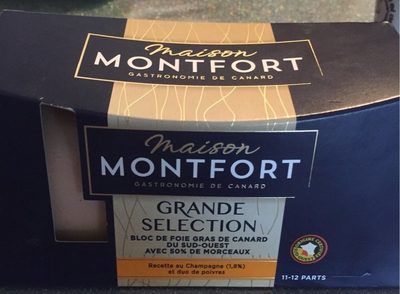 Maison
MONTFORT
GASTRONOMIE DE CANARD
Maison
MONTFORT
GASTRONOMIE DE CANARD
GRANDE
SELECTION
BLOC DE FOIE GRAS DE CANARD
DU SUD-OUEST
AVEC 50% DE MORCEAUX
Recette au Champagne (1,8%)
et duo de poivres
11-12 PARTS